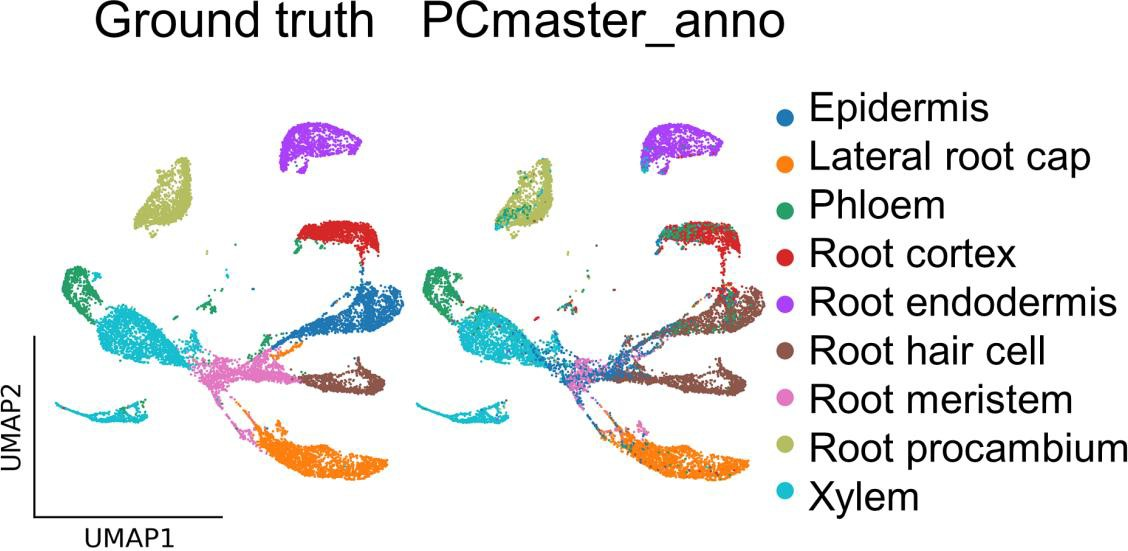 Ground truth
PCmaster_anno
Epidermis
Lateral root cap
Phloem
Root cortex
Root endodermis
Root hair cell
Root meristem
Root procambium
Xylem
UMAP2
UMAP1